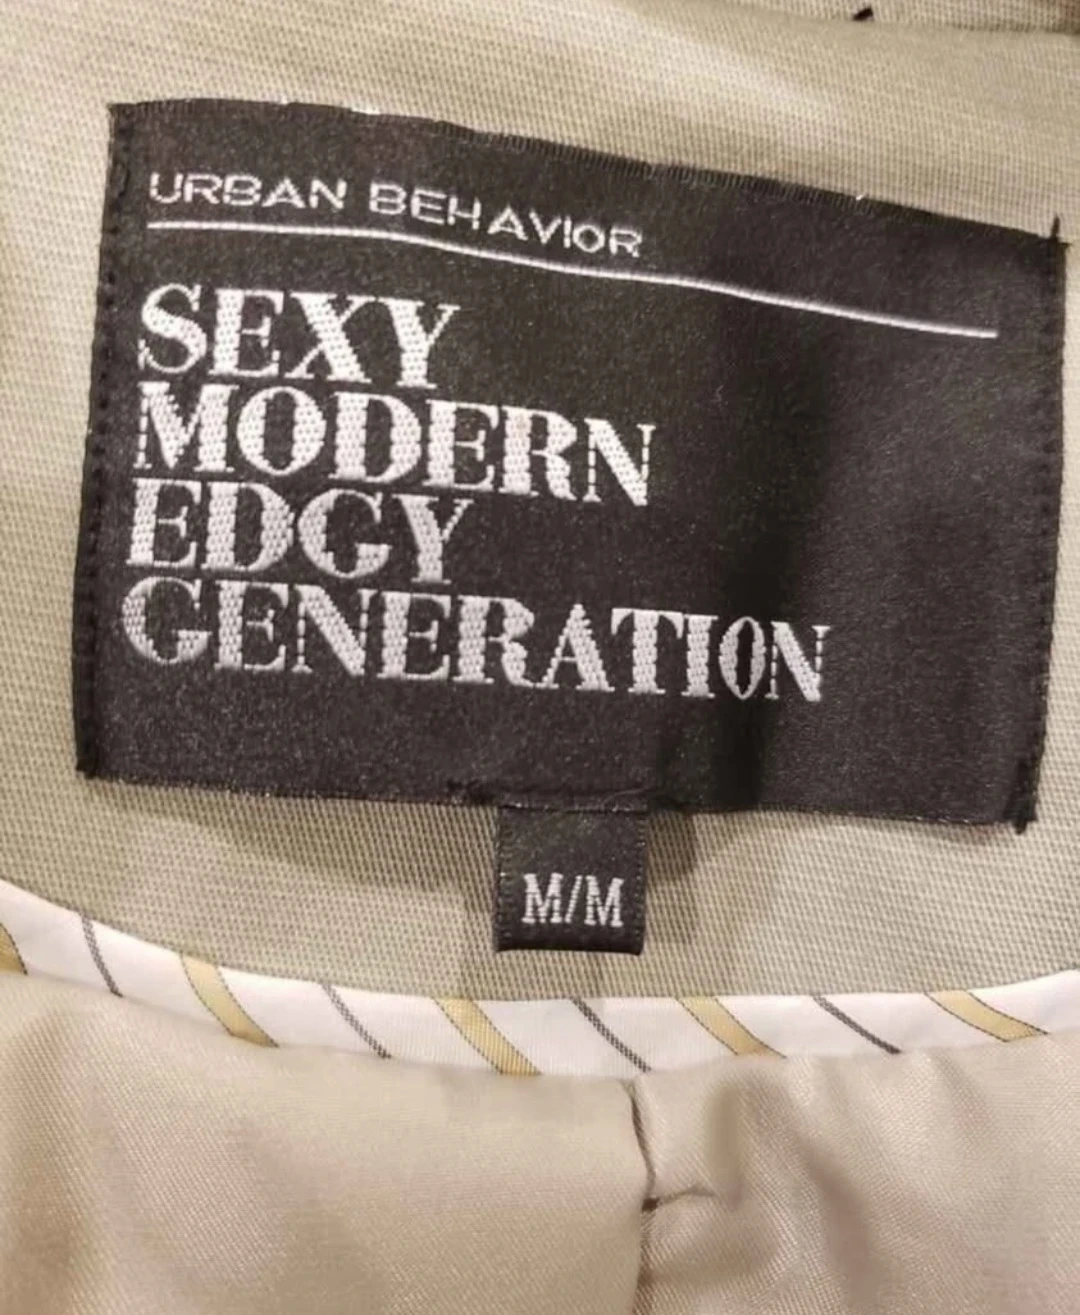 URBAN BEHAVIOR
SEXY
MODERN
EDGY
GENERATION
M/M